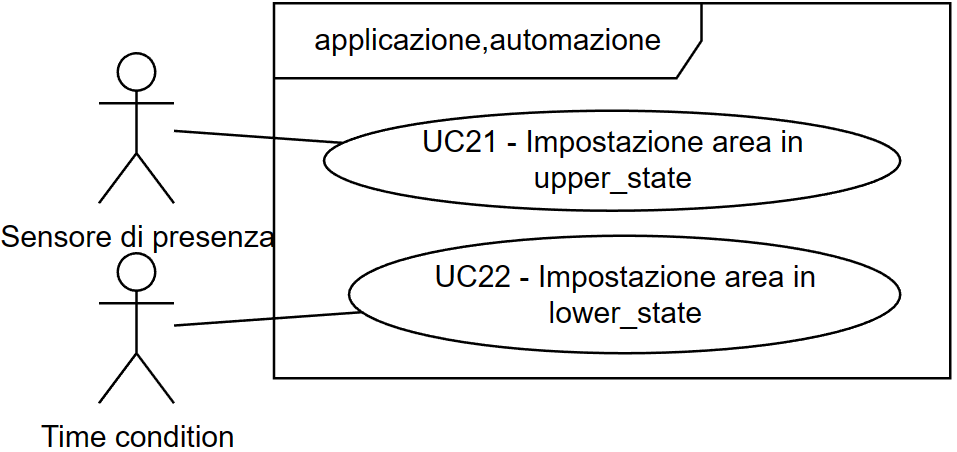 applicazione,automazione
UC21 - Impostazione area in
upper_state
Sensore di presenza
UC22 - Impostazione area in
lower_state
Time condition